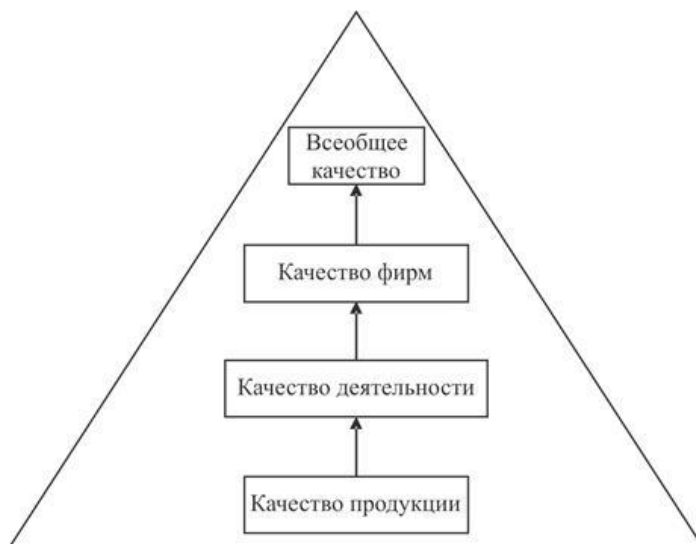 Всеобщее
качество
Качество фирм
Качество деятельности
Качество продукции